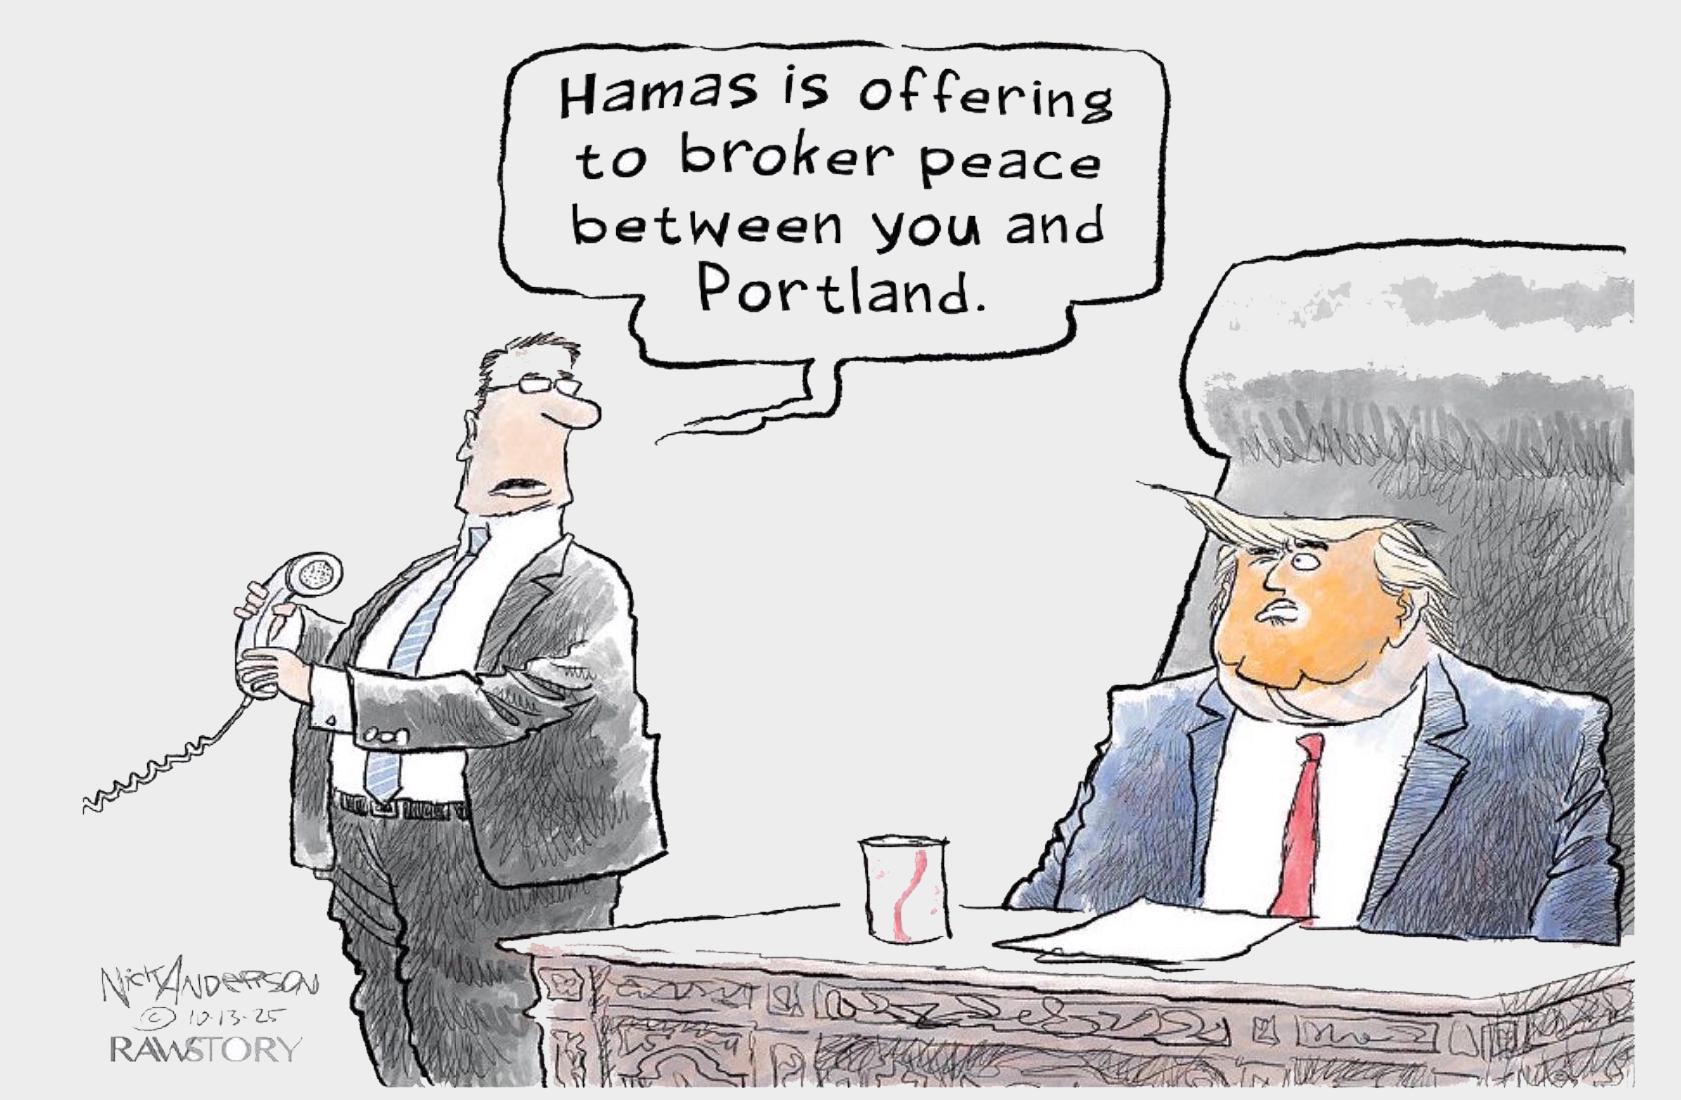 Hamas is offering
to broker peace
between you and
Portland.
NickAnderson
© 10-13-25
RAWSTORY